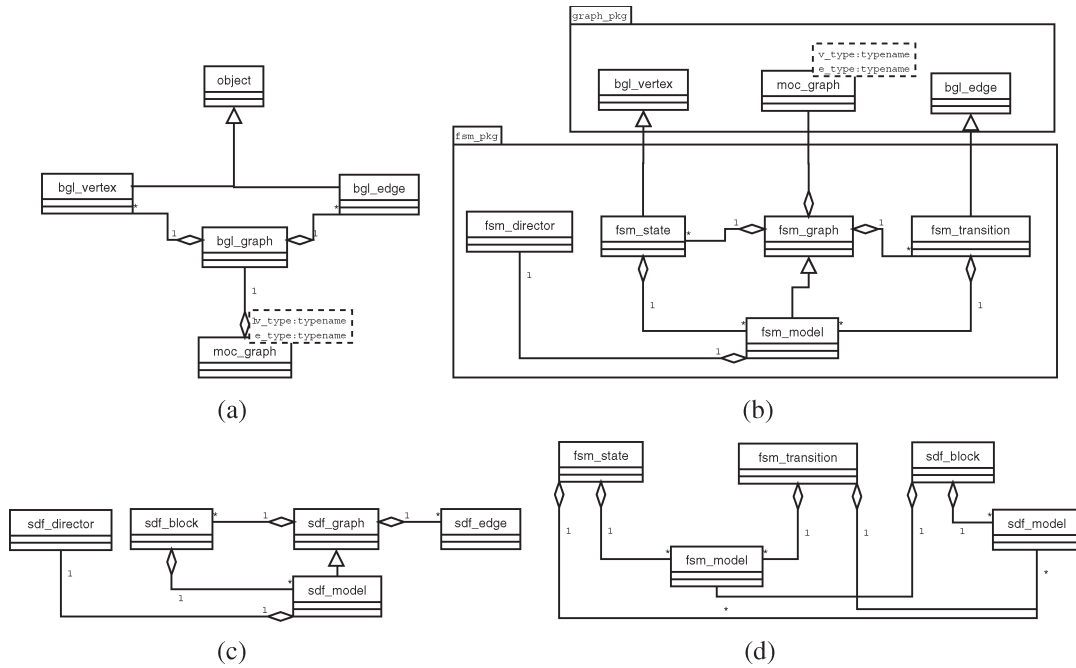 object
bgl_vertex
bgl_edge
*
*
1
1
bgl_graph
1
1
v_type:typename
e_type:typename
moc_graph
(a)
graph_pkg
v_type:typename
e_type:typename
bgl_vertex
moc_graph
bgl_edge
fsm_pkg
fsm_director
fsm_state
fsm_graph
fsm_transition
1
1
*
*
1
1
1
fsm_model
*
*
1
(b)
sdf_director
sdf_block
sdf_graph
sdf_edge
*
1
1
*
1
1
*
sdf_model
1
(c)
fsm_state
fsm_transition
sdf_block
*
sdf_model
1
1
1
1
1
1
*
fsm_model
*
*
*
(d)